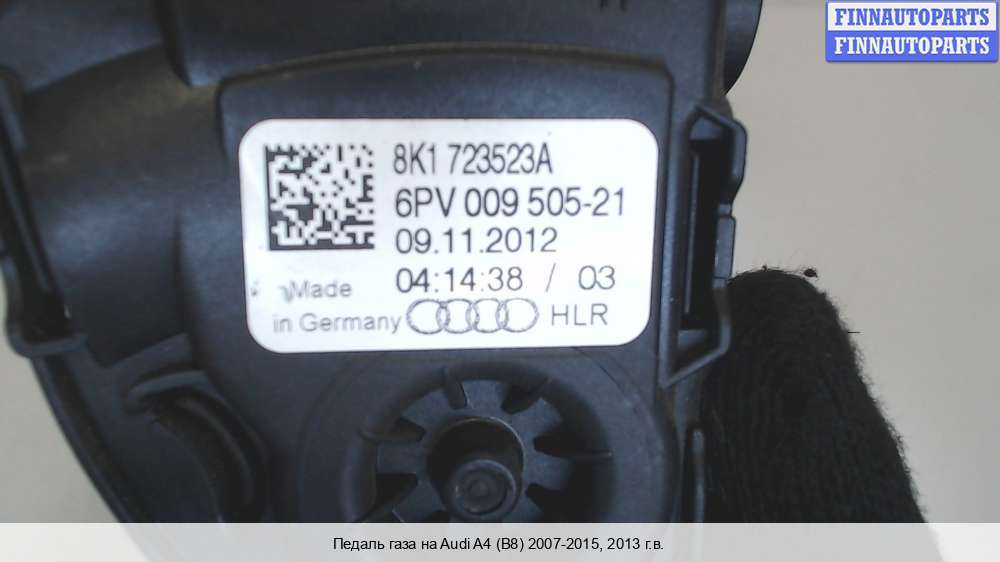 FINNAUTOPARTS
FINNAUTOPARTS
8K1 723523A
6PV 009 505-21
09.11.2012
04:14:38 / 03
Made
in Germany
HLR
Педаль газа на Audi A4 (B8) 2007-2015, 2013 г.в.